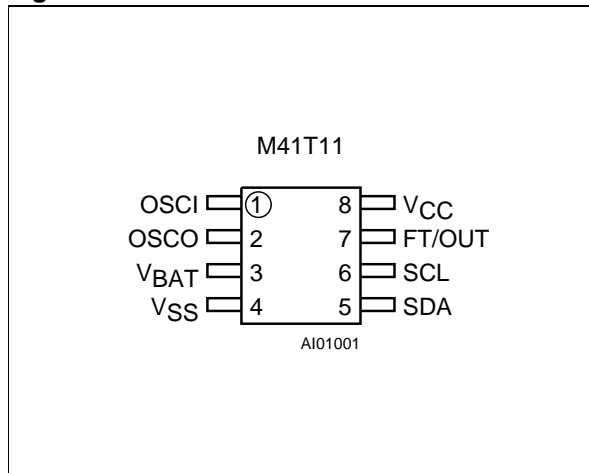 M41T11
OSCI 1 8 VCC
OSCO 2 7 FT/OUT
VBAT 3 6 SCL
VSS 4 5 SDA
AI01001